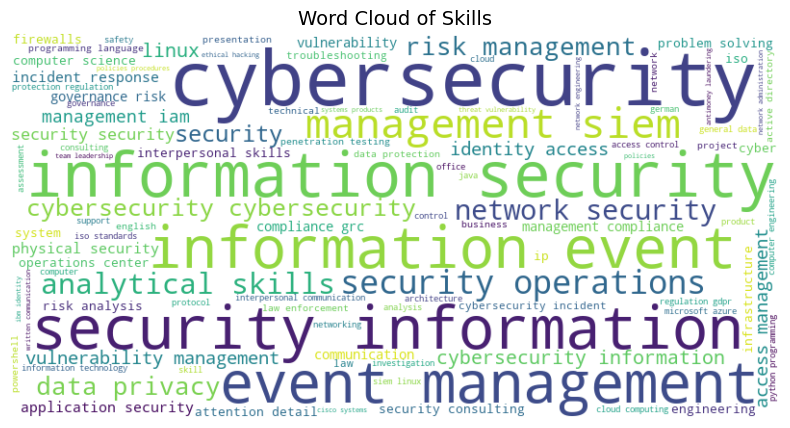 Word Cloud of Skills
firewalls
safety
presentation
vulnerability
risk management
problem solving
programming language
linux
ethical hacking
computer science
policies procedures
troubleshooting
cloud
iso
incident response
cybersecurity
network engineering
network
antimoney laundering
network administration
active directory
protection regulation
governance risk
governance
technical
systems products
audit
threat vulnerability
german
general data
management iam
management siem
security security
security
penetration testing
identity access
access control
project
cyber
consulting
team leadership
interpersonal skills
data protection
office
java
policies
assessment
information security
cybersecurity cybersecurity
network security
support
english
compliance grc
control
business
management compliance
product
iso standards
system
physical security
information event
ip
operations center
computer
analytical skills
security operations
access management
infrastructure
computer engineering
ibm identity
written communication
risk analysis
protocol
interpersonal communication
law enforcement
architecture
analysis
cybersecurity incident
regulation gdpr
microsoft azure
security information
networking
python programming
powershell
vulnerability management
communication
cybersecurity information
information technology
skill
law
investigation
data privacy
event management
siem linux
application security
attention detail
cisco systems
security consulting
cloud computing
engineering